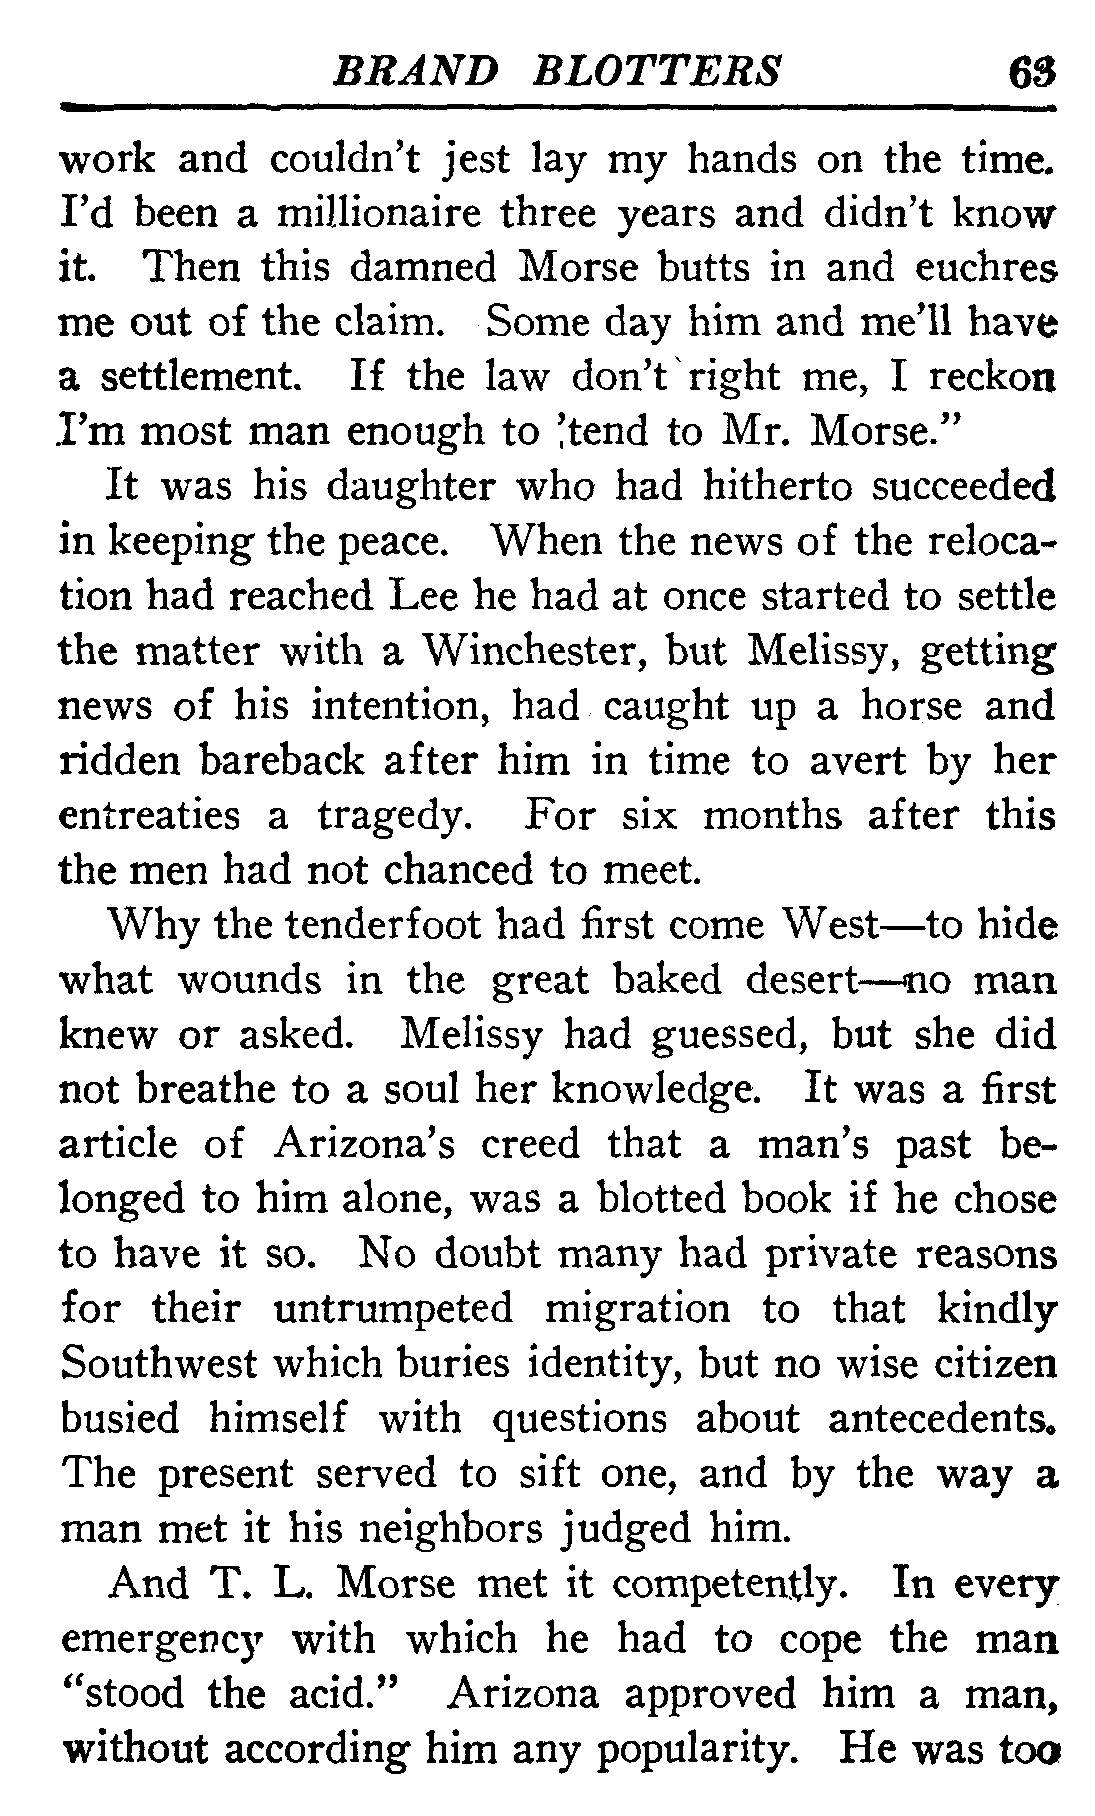 BRAND BLOTTERS 63
work and couldn't jest lay my hands on the time.
I'd been a millionaire three years and didn't know
it. Then this damned Morse butts in and euchres
me out of the claim. Some day him and me'll have
a settlement. If the law don't right me, I reckon
I'm most man enough to 'tend to Mr. Morse."
It was his daughter who had hitherto succeeded
in keeping the peace. When the news of the reloca-
tion had reached Lee he had at once started to settle
the matter with a Winchester, but Melissy, getting
news of his intention, had caught up a horse and
ridden bareback after him in time to avert by her
entreaties a tragedy. For six months after this
the men had not chanced to meet.
Why the tenderfoot had first come West—to hide
what wounds in the great baked desert—no man
knew or asked. Melissy had guessed, but she did
not breathe to a soul her knowledge. It was a first
article of Arizona's creed that a man's past be-
longed to him alone, was a blotted book if he chose
to have it so. No doubt many had private reasons
for their untrumpeted migration to that kindly
Southwest which buries identity, but no wise citizen
busied himself with questions about antecedents.
The present served to sift one, and by the way a
man met it his neighbors judged him.
And T. L. Morse met it competently. In every
emergency with which he had to cope the man
"stood the acid." Arizona approved him a man,
without according him any popularity. He was too